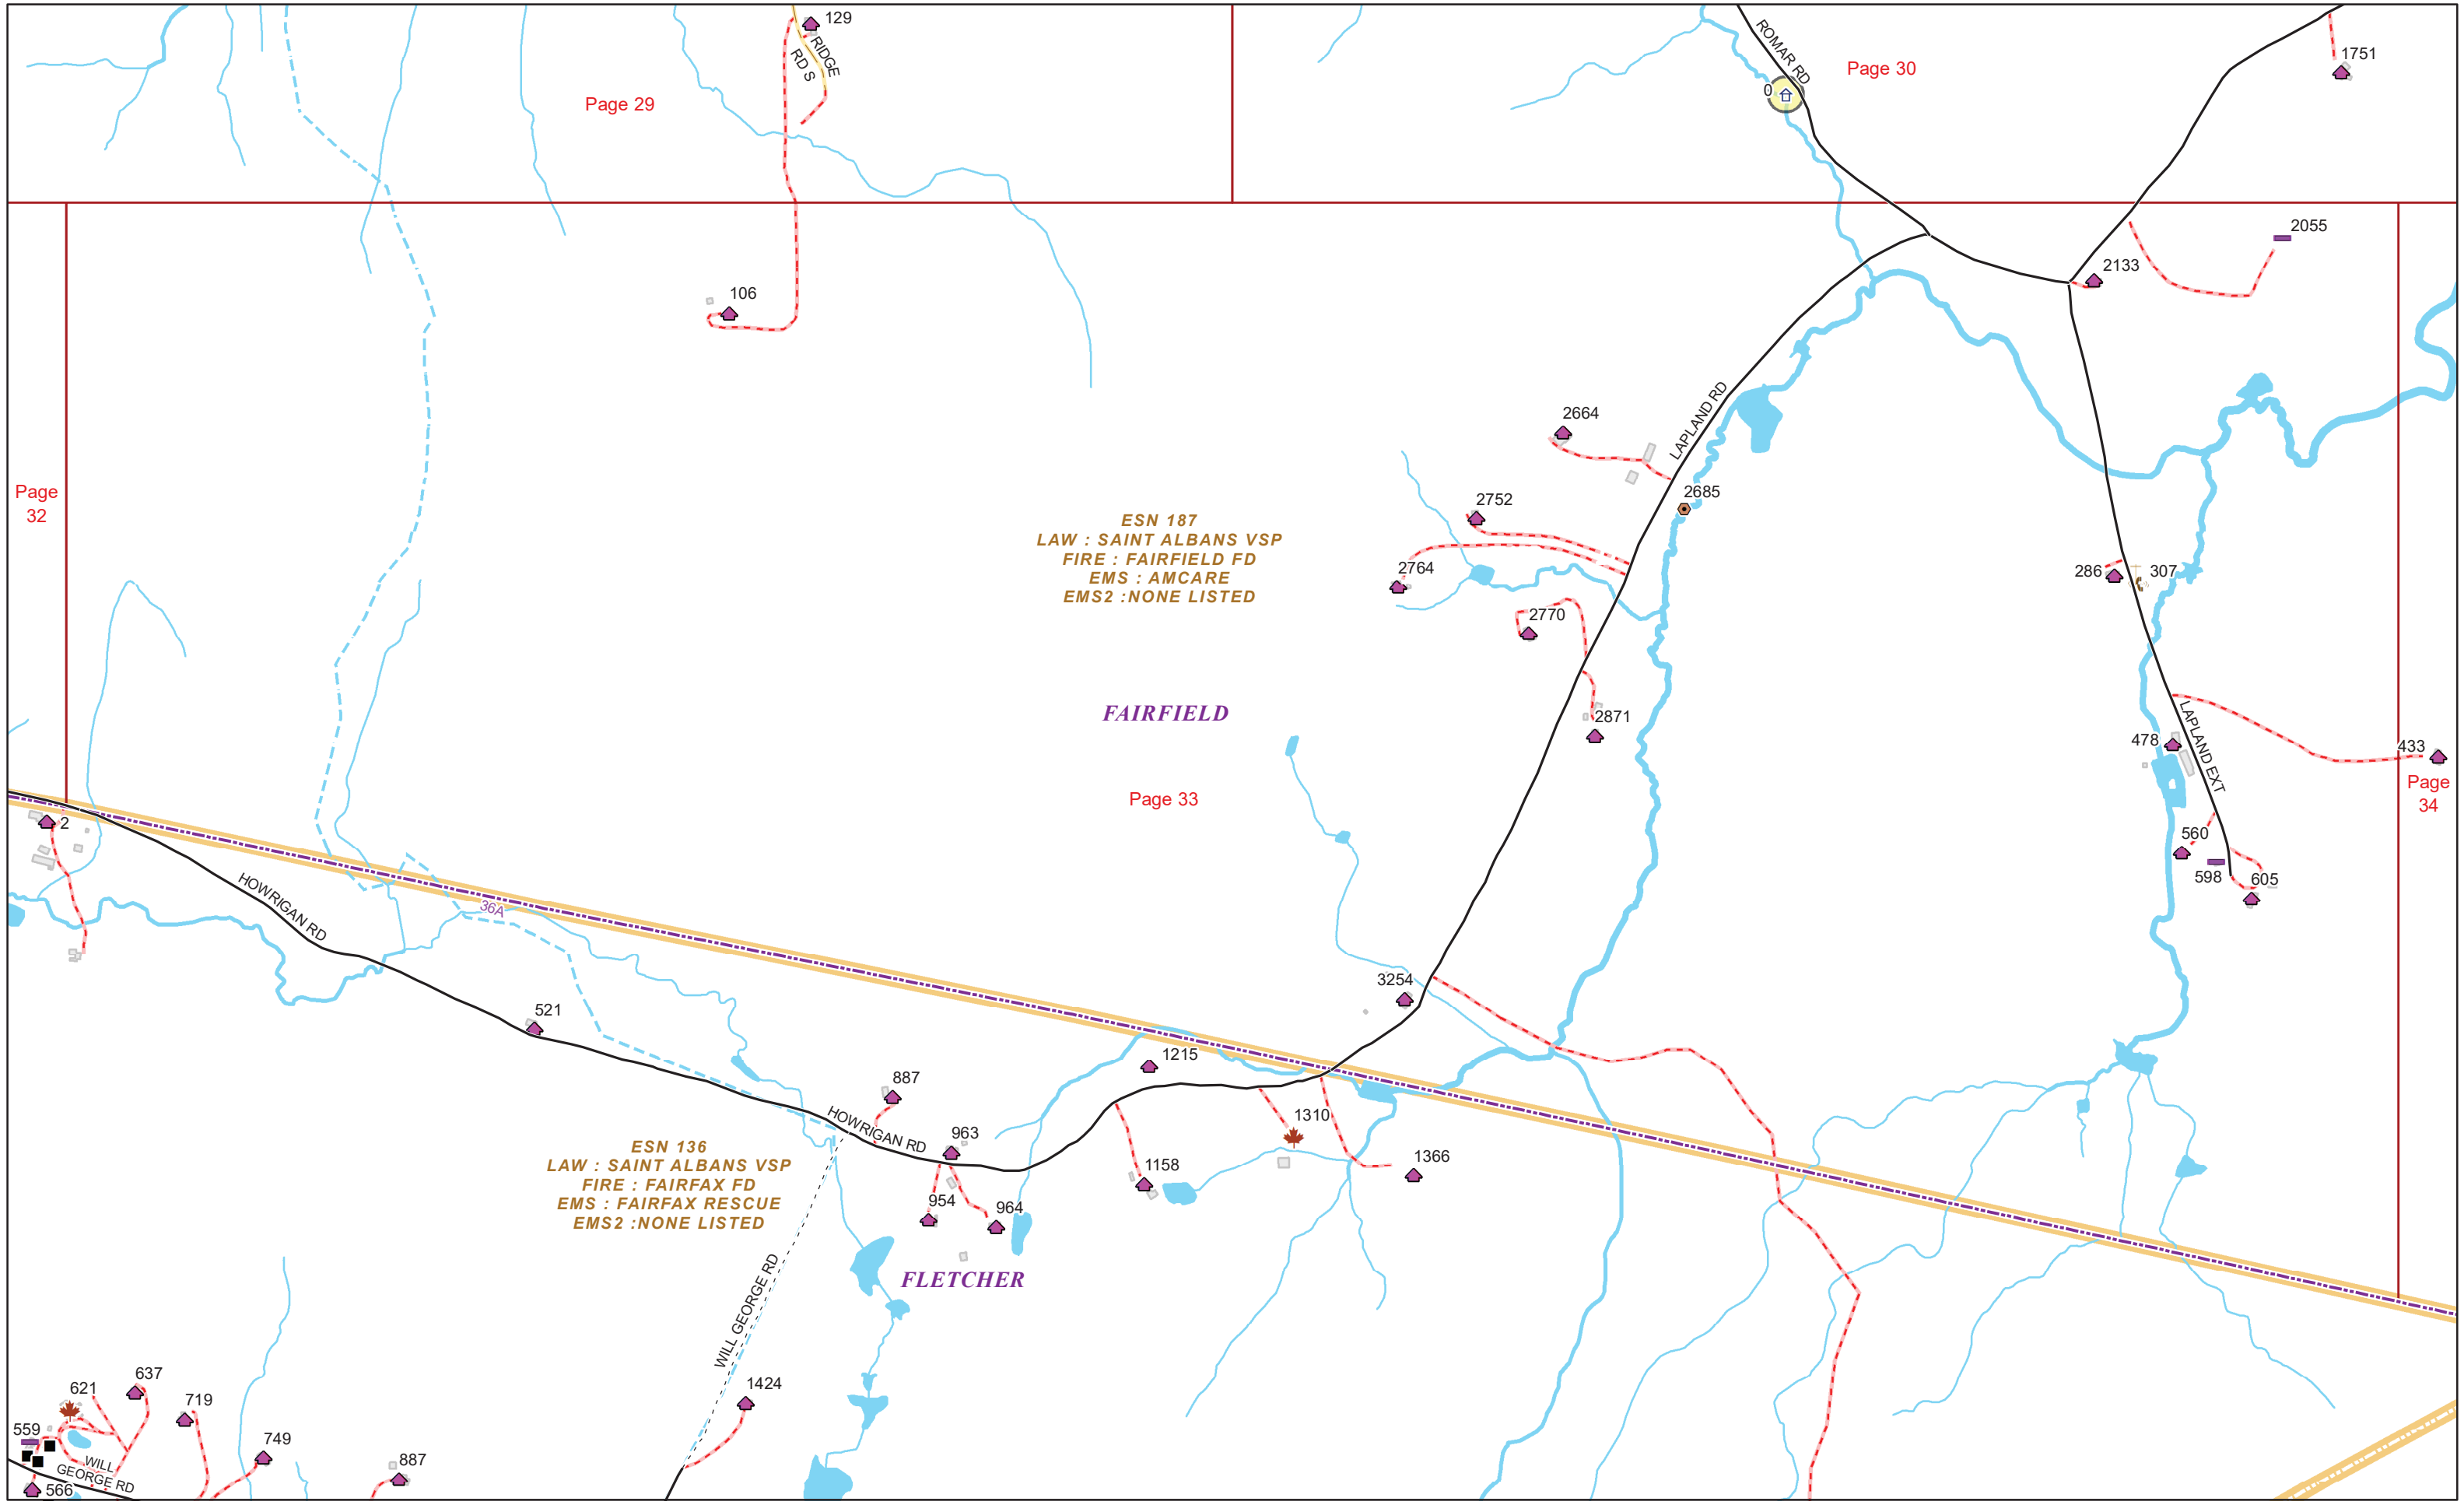 129
RIDGE
RD S
Page 29
ROMAR RD
0
Page 30
1751
2055
2133
106
LAPLAND RD
2664
Page
32
2685
2752
ESN 187
LAW : SAINT ALBANS VSP
FIRE : FAIRFIELD FD
EMS : AMCARE
EMS2 :NONE LISTED
2764
286
307
2770
FAIRFIELD
2871
LAPLAND EXT
478
433
Page 33
Page
34
2
560
598
605
HOWRIGAN RD
36A
3254
521
1215
887
HOWRIGAN RD
1310
963
ESN 136
LAW : SAINT ALBANS VSP
FIRE : FAIRFAX FD
EMS : FAIRFAX RESCUE
EMS2 :NONE LISTED
1158
1366
954
964
FLETCHER
WILL GEORGE RD
637
621
719
1424
559
749
887
WILL
GEORGE RD
566